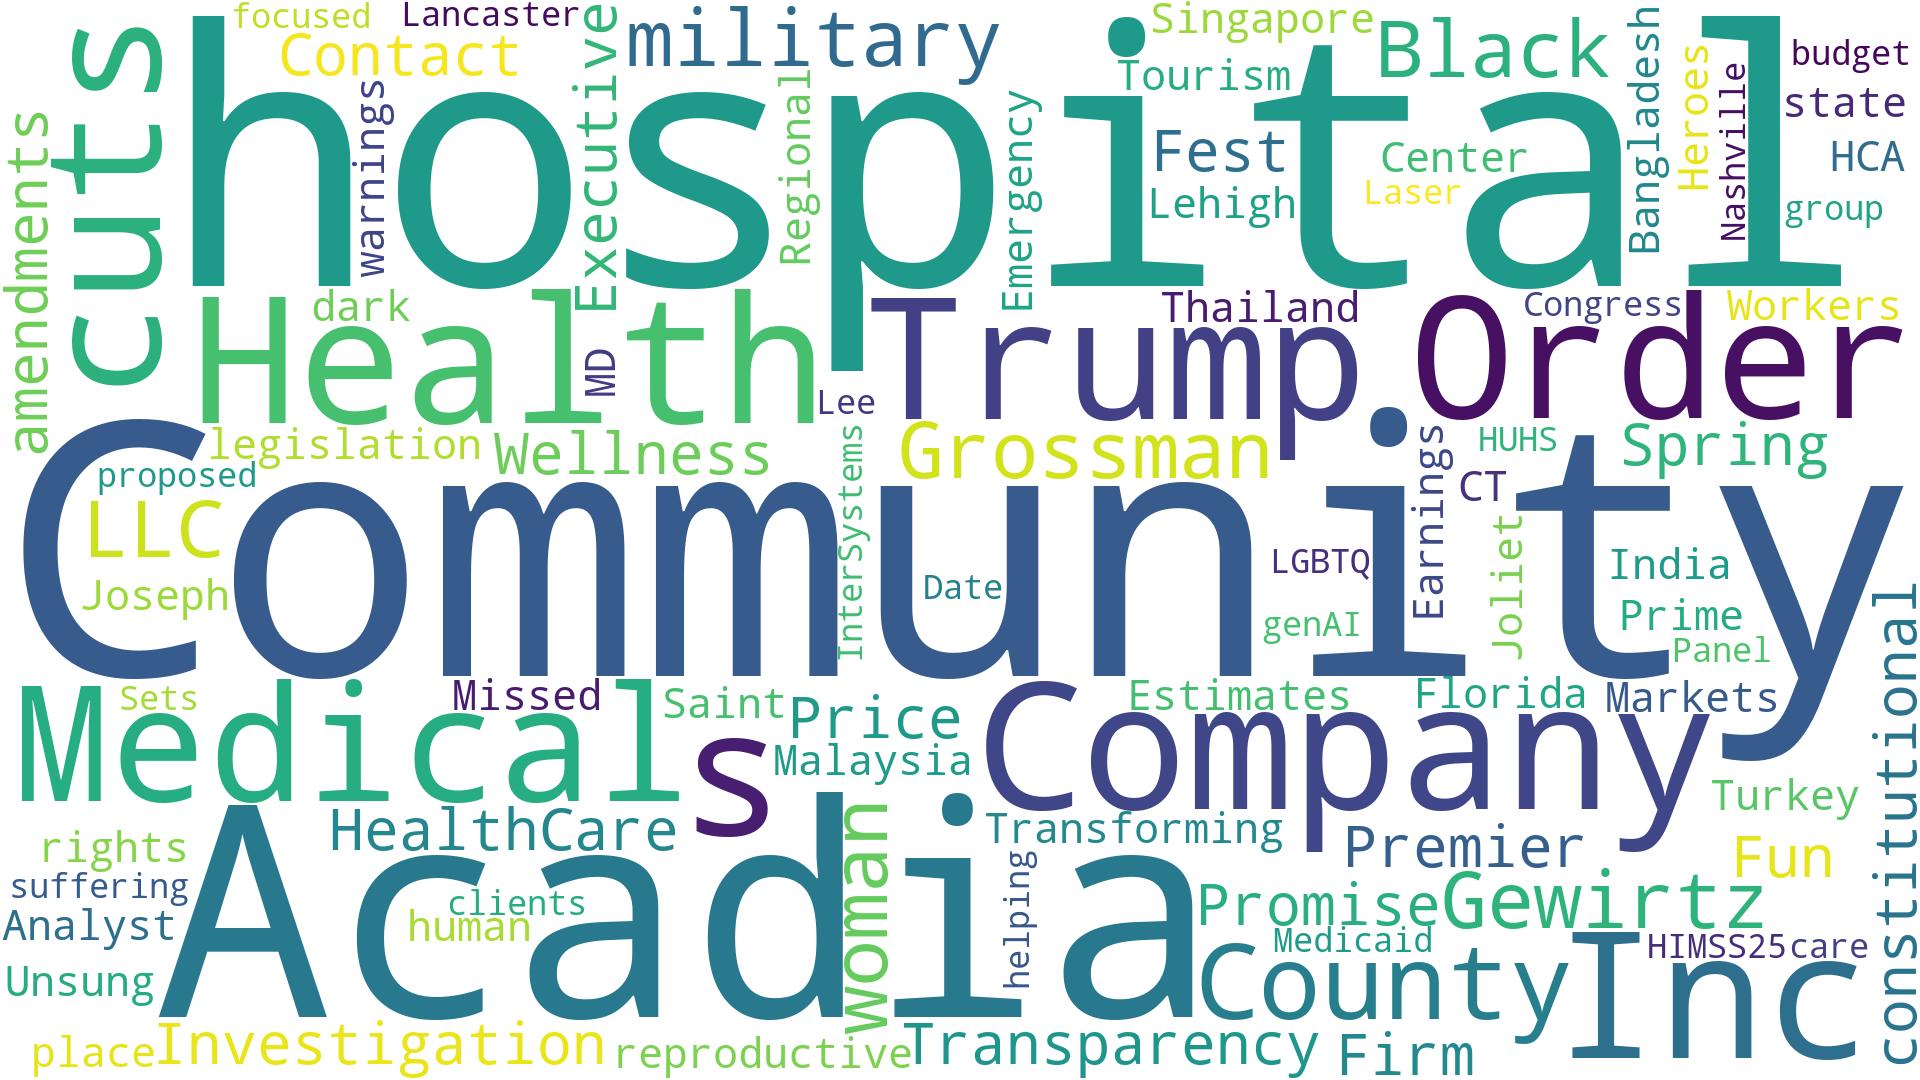 focused
Lancaster
Contact
cuts
hospital
warnings
Executive
military
Regional
Emergency
Singapore
Tourism
Fest
Lehigh
Black
Center
Laser
Bangladesh
Heroes
Nashville
budget
state
HCA
group
amendments
Health
dark
MD
Trump
Thailand
Order
Congress
Workers
Lee
legislation
Wellness
Grossman
HUHS
Spring
proposed
LLC
Joseph
Community
InterSystems
Date
LGBTQ
genAI
Earnings
CT
Joliet
India
Prime
Panel
constitutional
Medical
Sets
Missed
Saint
s
Price
Malaysia
Company
Estimates
Florida
Markets
Turkey
rights
suffering
Analyst
Unsung
Acadia
HealthCare
clients
human
woman
Transforming
helping
Premier
Fun
Promise
Gewirtz
Medicaid
County
Inc
HIMSS25care
place
Investigation
reproductive
Transparency
Firm